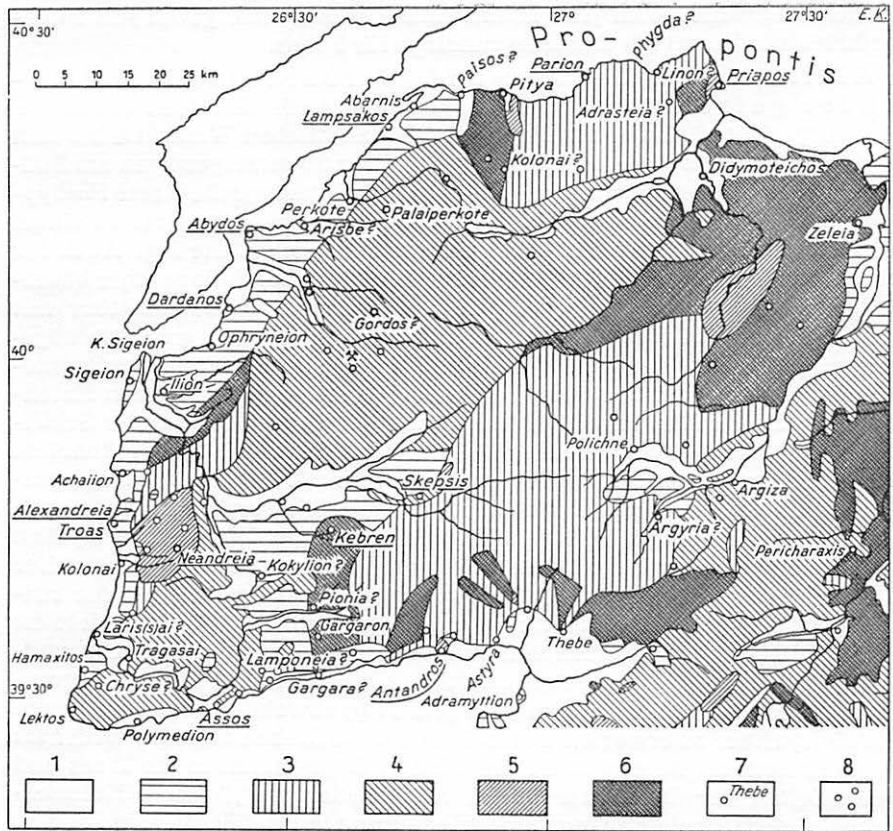 40°30'
26°30
27°
27°30
E.K.
Pro-
pontis
0 5 10 15 20 25 km
Phygda?
Parion
Paisos?
Pitya
Linon?
Priapos
Abarnis
Lampsakos
Adrasteia?
Kolonai?
Didymoteichos
Perkote
Palaiperkote
Abydos
Arisbe?
Zeleia
Dardanos
Gordos?
Ophryneion
K. Sigeion
40°
Sigeion
Ilion
Polichne
Achaiion
Skepsis
Argiza
Alexandreia
Troas
Argyria?
Kebren
Neandreia
Kokylion?
Pericharaxis
Kolonai
Pionia?
Gargaron
Laris(s)ai?
Tragasai
Thebe
Hamaxitos
Lamponeia?
Chryse?
Gargara?
Antandros
Astyra
39°30
Adramyttion
Lektos
Assos
Polymedion
1 2 3 4 5 6 7 8
Thebe